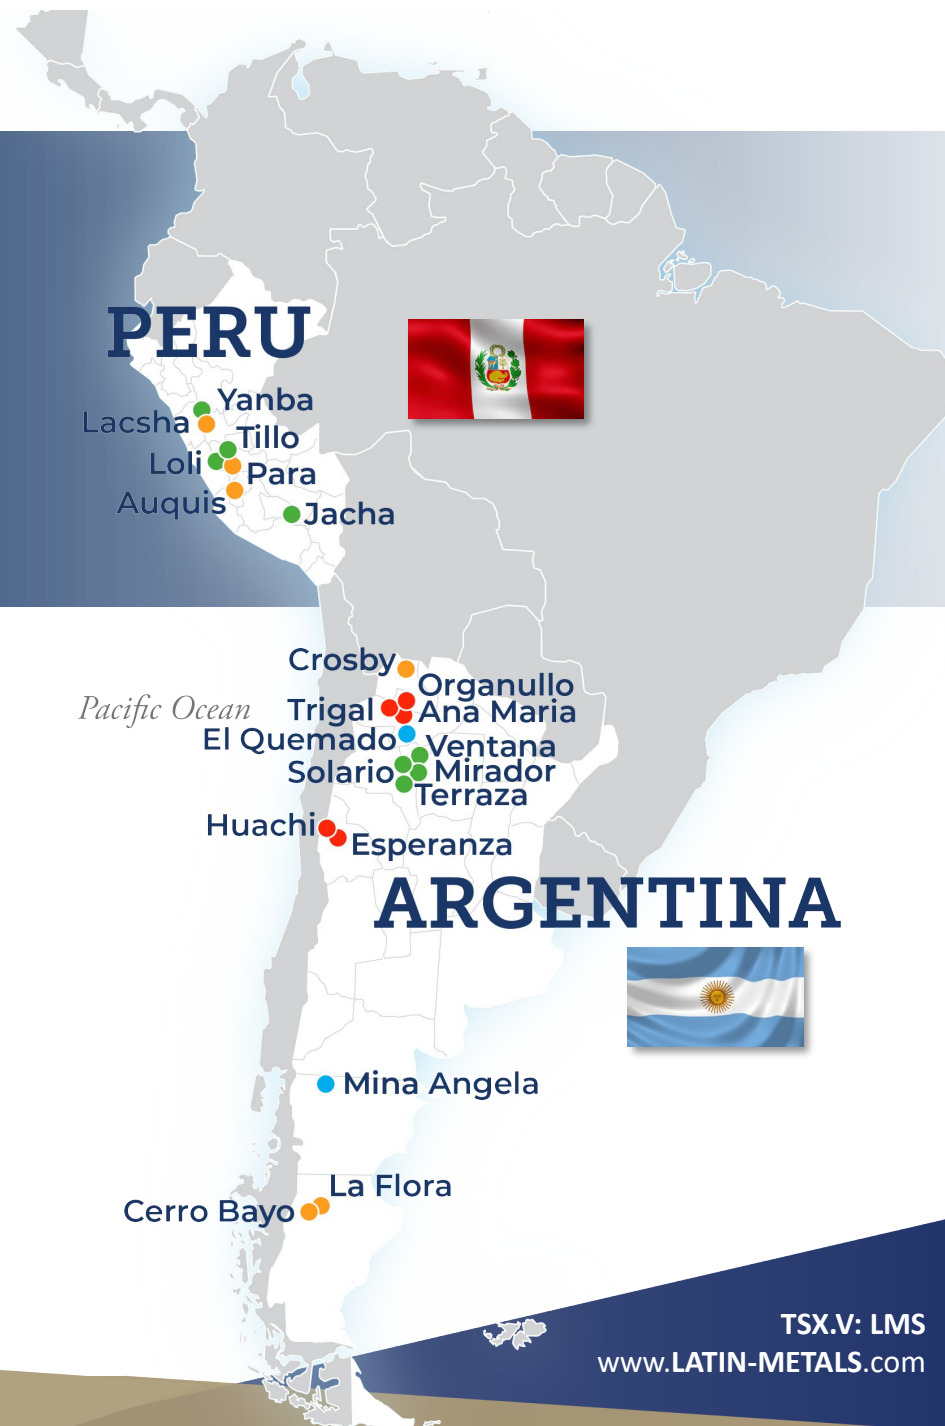 PERU
Yanba
Lacsha
Tillo
Loli
Para
Auquis
Jacha
Crosby
Organullo
Pacific Ocean
Trigal
Ana Maria
El Quemado
Ventana
Solario
Mirador
Terraza
Huachi
Esperanza
ARGENTINA
Mina Angela
La Flora
Cerro Bayo
TSX.V: LMS
www.LATIN-METALS.com